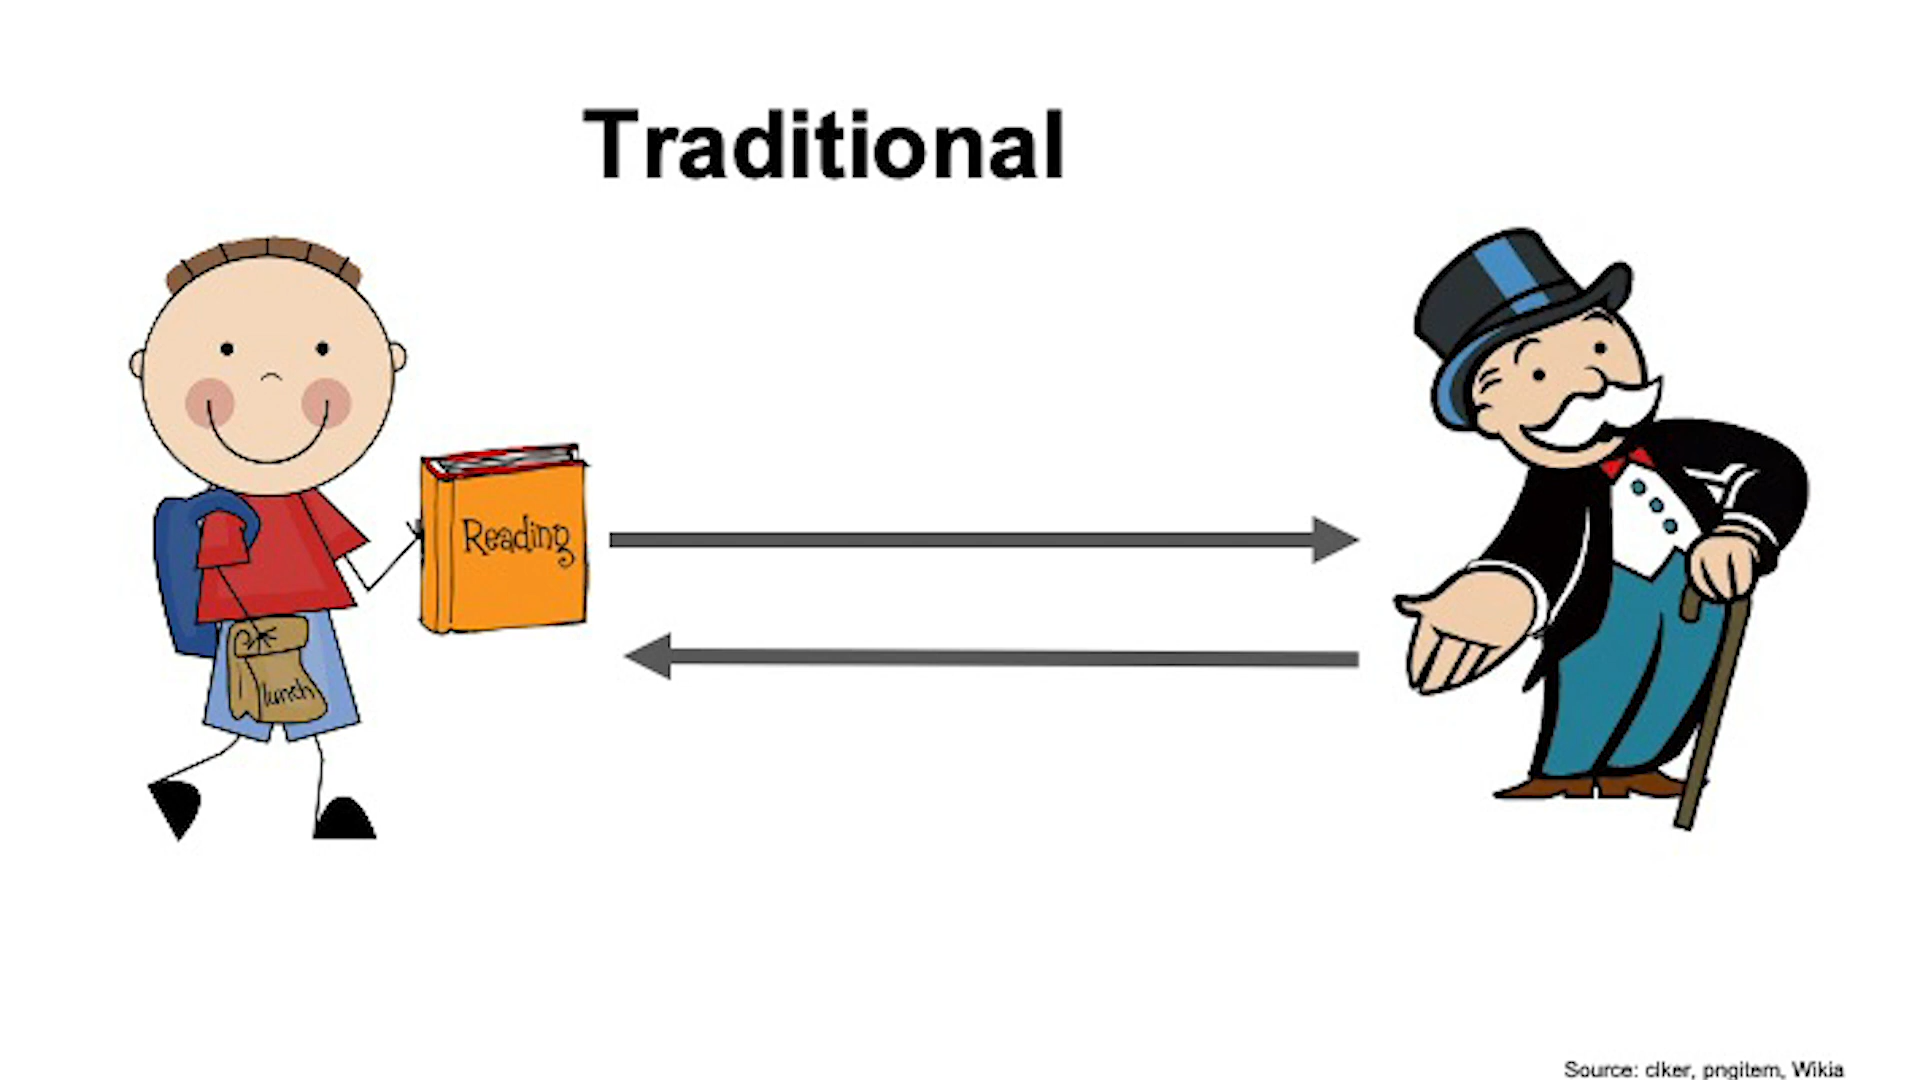 Traditional
Reading
lunch
Source: clker, pngitem, Wikia